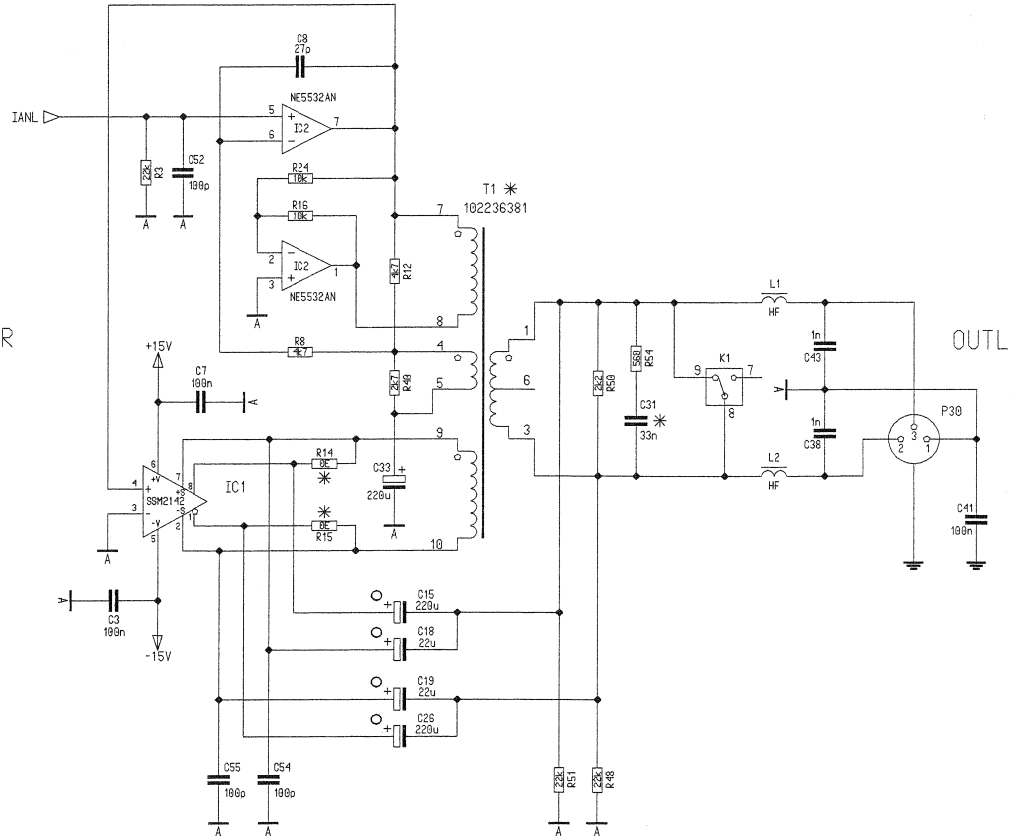 C8
27p
NE5532AN
IANL
5
+
IC2
7
6
-
22k
R3
C52
100p
A
A
R24
10k
T1 *
102236381
R16
10k
7
2
-
IC2
1
3
+
NE5532AN
A
4k7
R12
8
L1
HF
1
R
+15V
R8
4k7
4
1n
C43
OUTL
560
R54
K1
9
7
8
C7
100n
A
2k7
R40
5
6
2k2
R50
A
C31
33n
*
1n
C38
P30
3
2
1
9
3
R14
0E
*
C33
+
220u
L2
HF
6
+V
7
8
4
+
+S
SSM2142
IC1
3
-
-S
1
-V
2
5
*
0E
R15
A
A
10
C41
100n
A
C3
100n
-15V
C15
+
220u
C18
+
22u
C19
+
22u
C26
+
220u
C55
100p
C54
100p
22k
R51
22k
R48
A
A
A
A